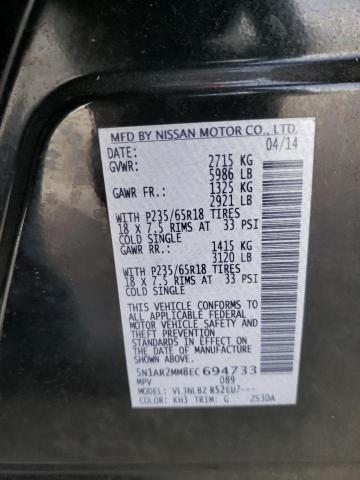 MFD BY NISSAN MOTOR CO., LTD.
DATE: 04/14
GVWR: 2715 KG
5986 LB
GAWR FR.: 1325 KG
2921 LB
WITH P235/65R18 TIRES
18 X 7.5 RIMS AT 33 PSI
COLD SINGLE
GAWR RR.: 1415 KG
3120 LB
WITH P235/65R18 TIRES
18 X 7.5 RIMS AT 33 PSI
COLD SINGLE
THIS VEHICLE CONFORMS TO
ALL APPLICABLE FEDERAL
MOTOR VEHICLE SAFETY
AND THEFT PREVENTION
STANDARDS IN EFFECT ON
THE DATE OF MANUFACTURE
SHOWN ABOVE.
5N1AR2MM8EC694733
MPV 089
MODEL: VLJNLBZ R52EU7---
COLOR: KH3 TRIM: G 2530A